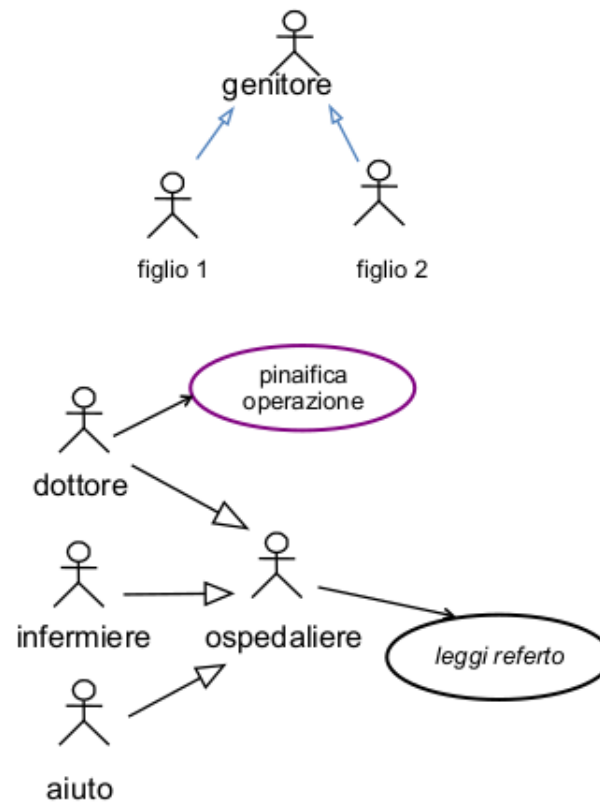 genitore
figlio 1
figlio 2
pinaifica
operazione
dottore
infermiere
ospedaliere
leggi referto
aiuto